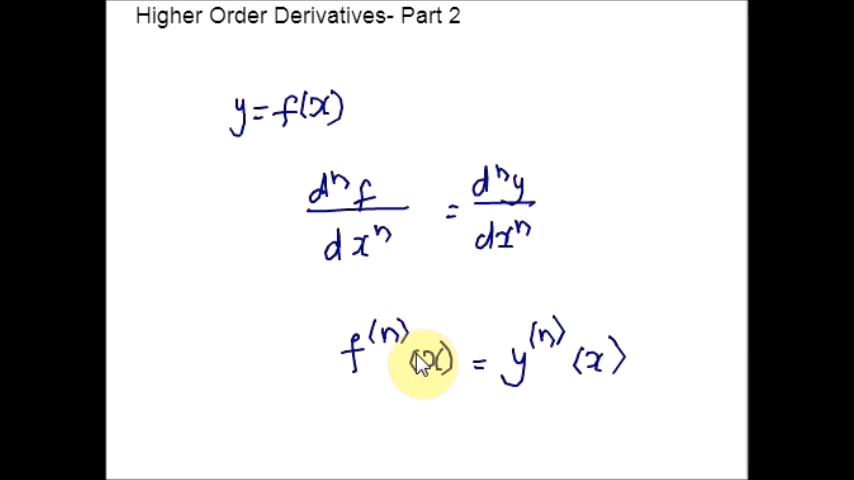 Higher Order Derivatives- Part 2
y = f(x)
dⁿf/dxⁿ = dⁿy/dxⁿ
f⁽ⁿ⁾(x) = y⁽ⁿ⁾(x)